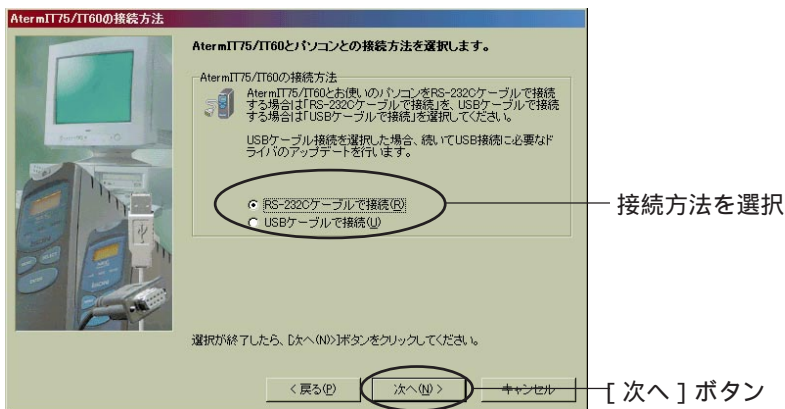 AtermIT75/IT60の接続方法
AtermIT75/IT60とパソコンとの接続方法を選択します。
AtermIT75/IT60の接続方法
AtermIT75/IT60とお使いのパソコンをRS-232Cケーブルで接続
する場合は「RS-232Cケーブルで接続」を、USBケーブルで接続
する場合は「USBケーブルで接続」を選択してください。
USBケーブル接続を選択した場合、続いてUSB接続に必要なド
ライバのアップデートを行います。
RS-232Cケーブルで接続(R)
USBケーブルで接続(U)
接続方法を選択
選択が終了したら、[次へ(N)>]ボタンをクリックしてください。
< 戻る(P)
次へ(N) >
キャンセル
[ 次へ ] ボタン